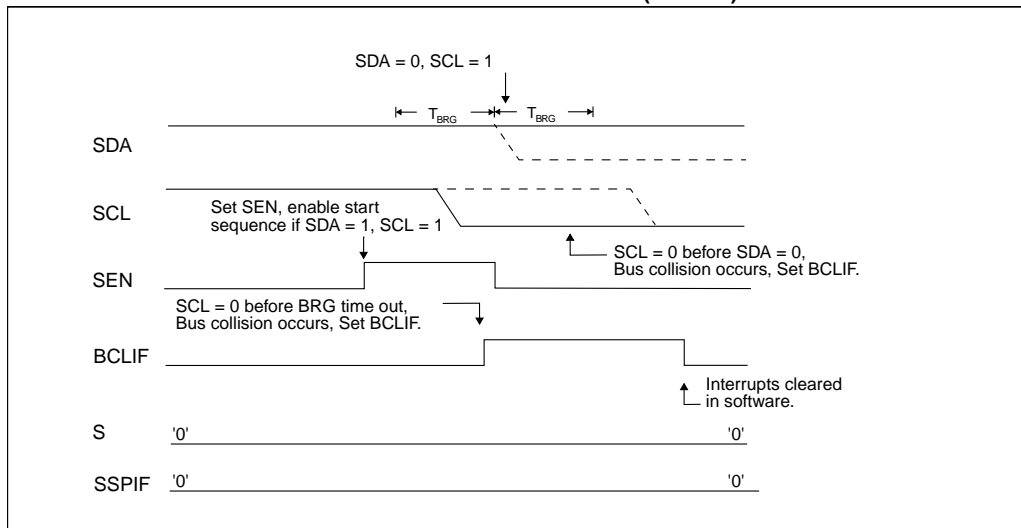 SDA = 0, SCL = 1
T_BRG T_BRG
SDA
SCL
Set SEN, enable start
sequence if SDA = 1, SCL = 1
SCL = 0 before SDA = 0,
Bus collision occurs, Set BCLIF.
SEN
SCL = 0 before BRG time out,
Bus collision occurs, Set BCLIF.
BCLIF
Interrupts cleared
in software.
S '0' '0'
SSPIF '0' '0'